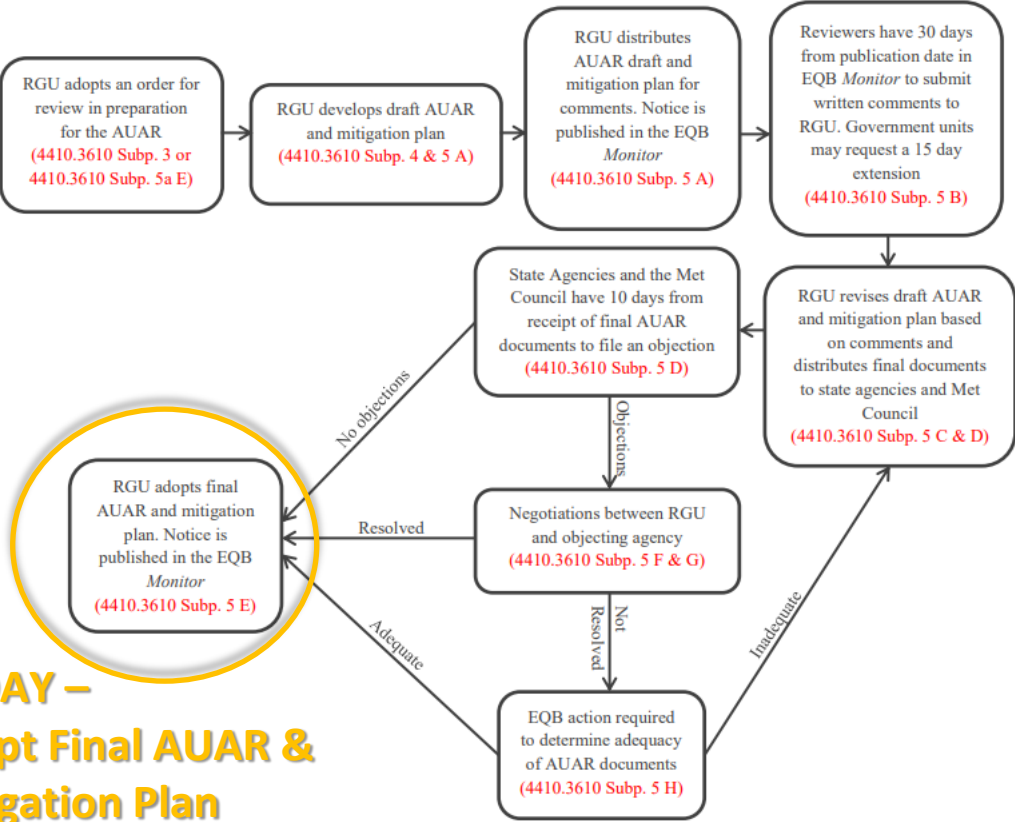 RGU adopts an order for
review in preparation
for the AUAR
(4410.3610 Subp. 3 or
4410.3610 Subp. 5a E)
RGU develops draft AUAR
and mitigation plan
(4410.3610 Subp. 4 & 5 A)
RGU distributes
AUAR draft and
mitigation plan for
comments. Notice is
published in the EQB
Monitor
(4410.3610 Subp. 5 A)
Reviewers have 30 days
from publication date in
EQB Monitor to submit
written comments to
RGU. Government units
may request a 15 day
extension
(4410.3610 Subp. 5 B)
RGU revises draft AUAR
and mitigation plan based
on comments and
distributes final documents
to state agencies and Met
Council
(4410.3610 Subp. 5 C & D)
State Agencies and the Met
Council have 10 days from
receipt of final AUAR
documents to file an objection
(4410.3610 Subp. 5 D)
No objections
Objections
Negotiations between RGU
and objecting agency
(4410.3610 Subp. 5 F & G)
Resolved
Not
Resolved
RGU adopts final
AUAR and mitigation
plan. Notice is
published in the EQB
Monitor
(4410.3610 Subp. 5 E)
Adequate
Inadequate
EQB action required
to determine adequacy
of AUAR documents
(4410.3610 Subp. 5 H)
DAY –
pt Final AUAR &
gation Plan